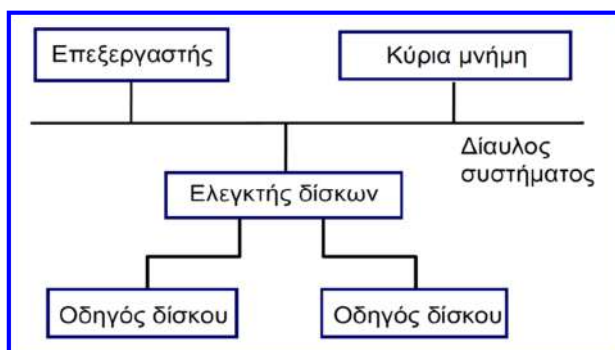 Επεξεργαστής
Κύρια μνήμη
Δίαυλος
συστήματος
Ελεγκτής δίσκων
Οδηγός δίσκου
Οδηγός δίσκου